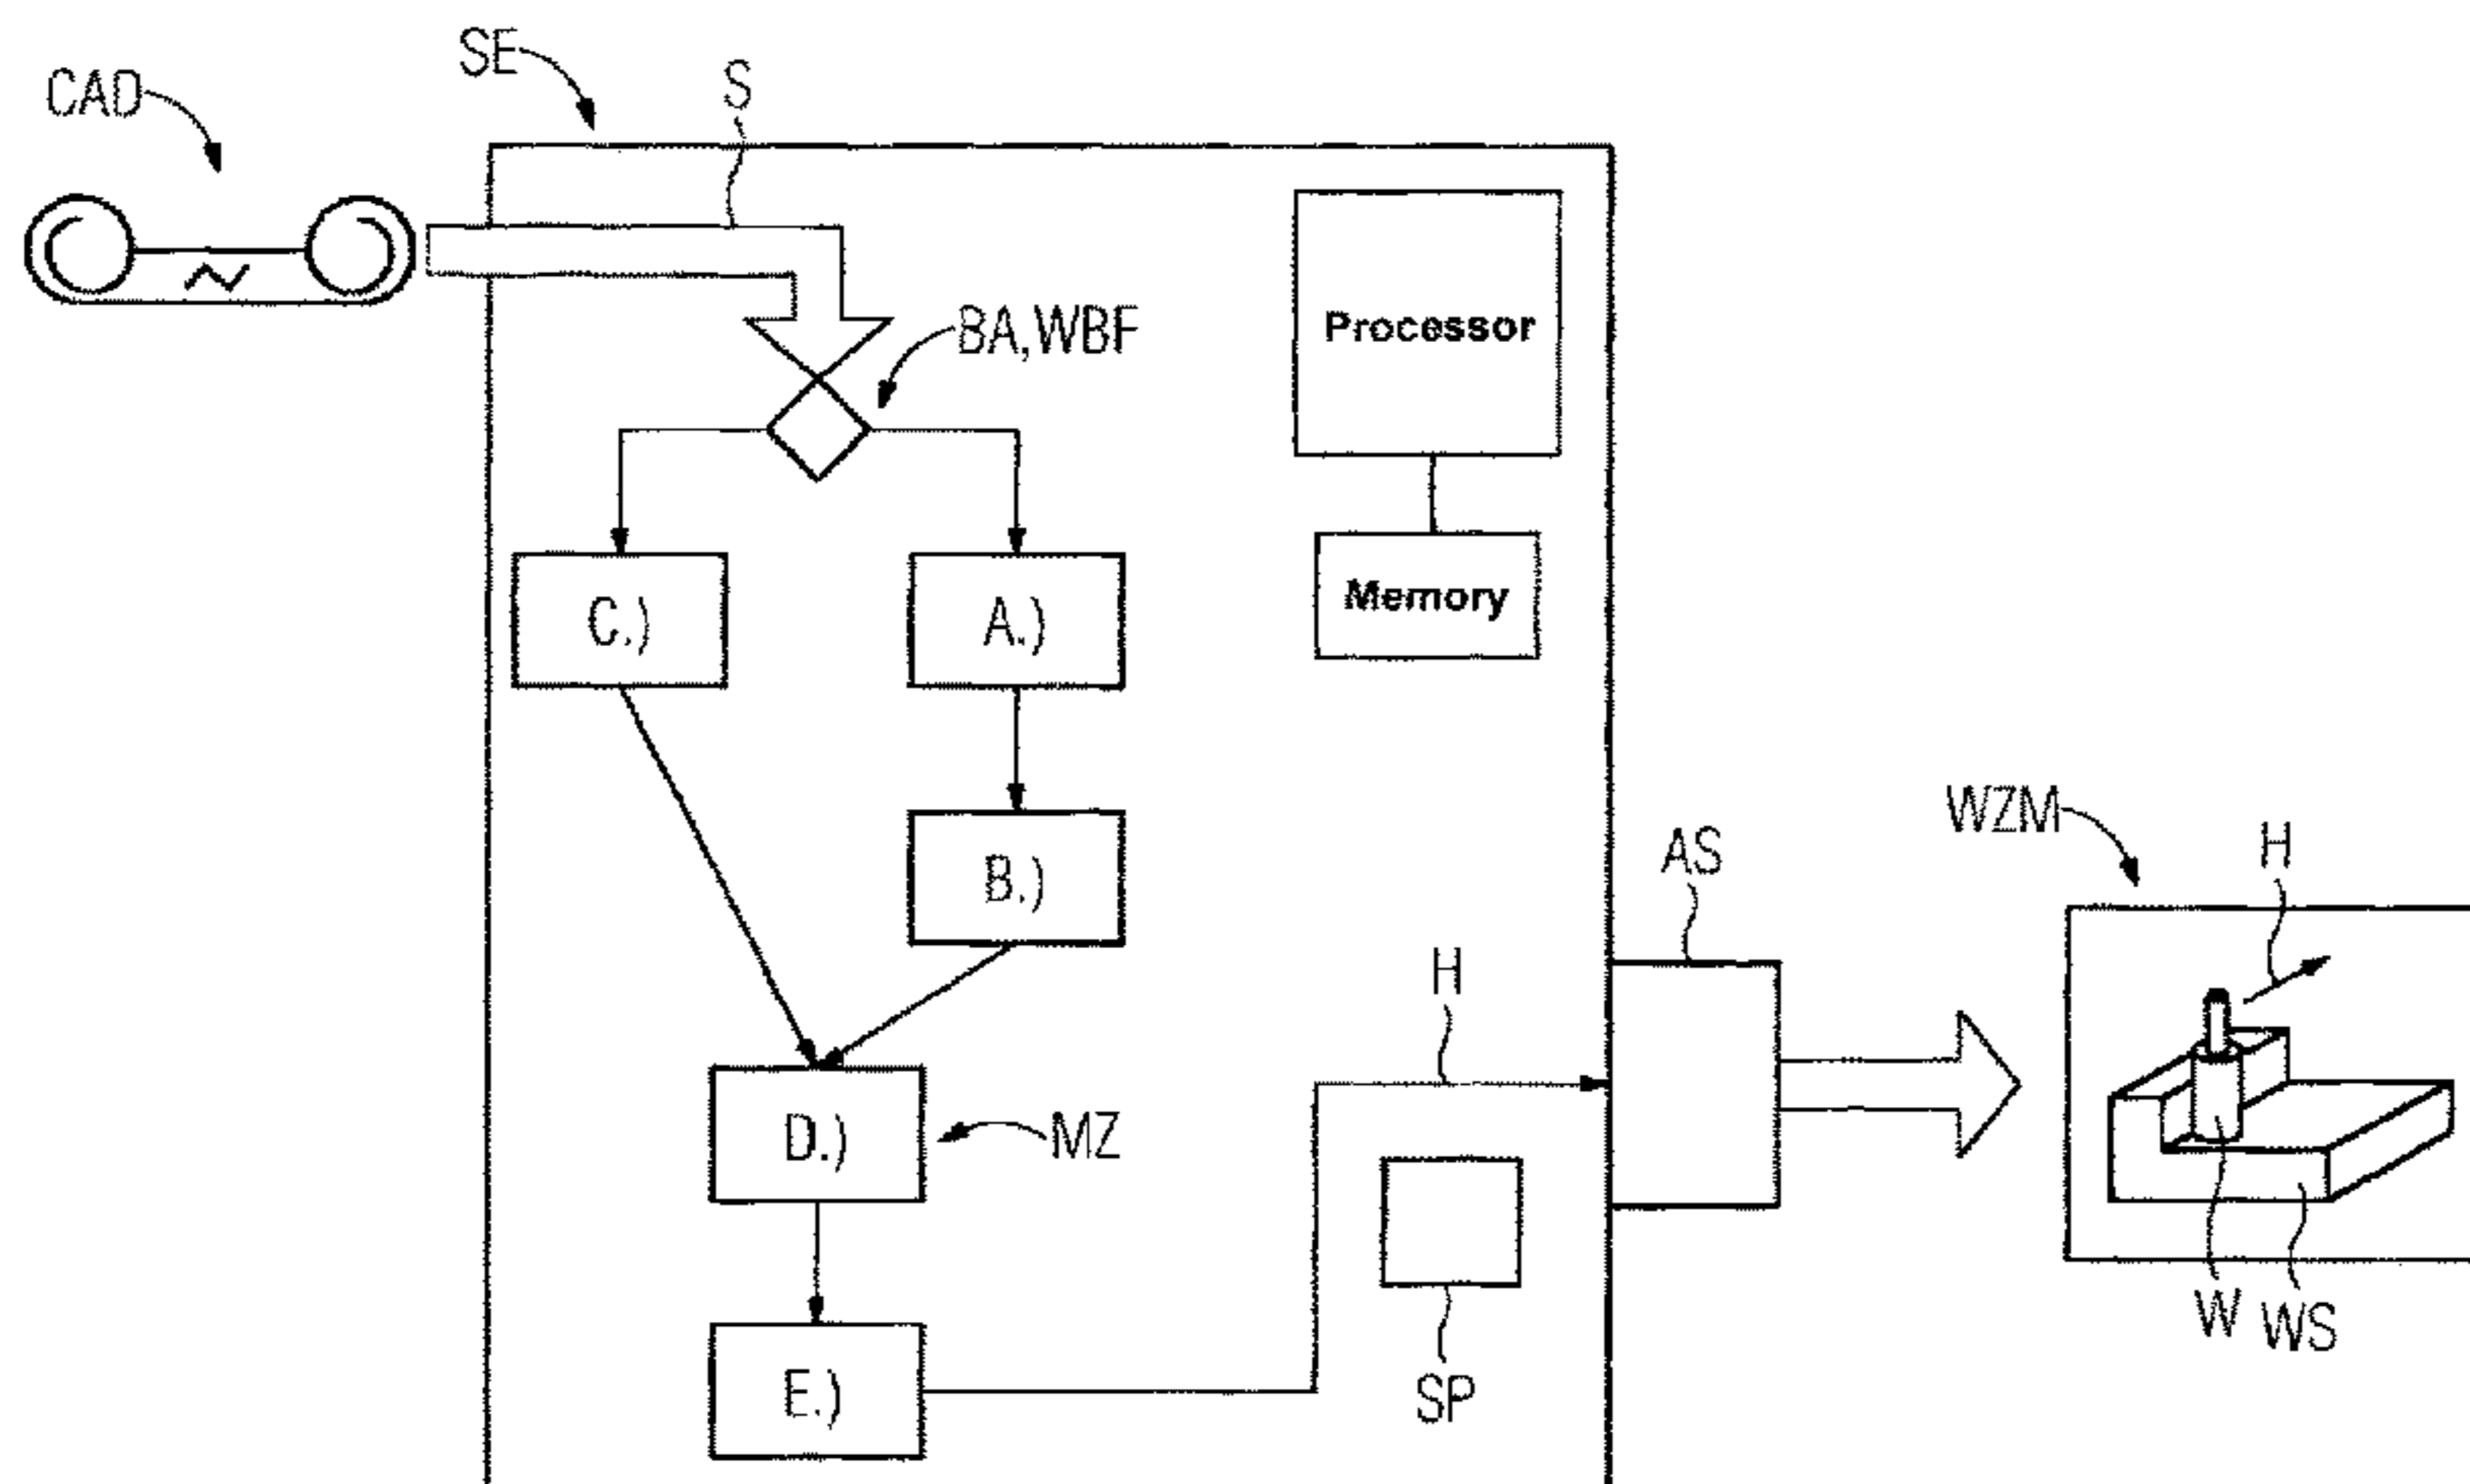 SE
S
CAD
BA,WBF
Processor
Memory
C.)
A.)
B.)
WZM
H
AS
H
D.)
MZ
E.)
SP
W
WS